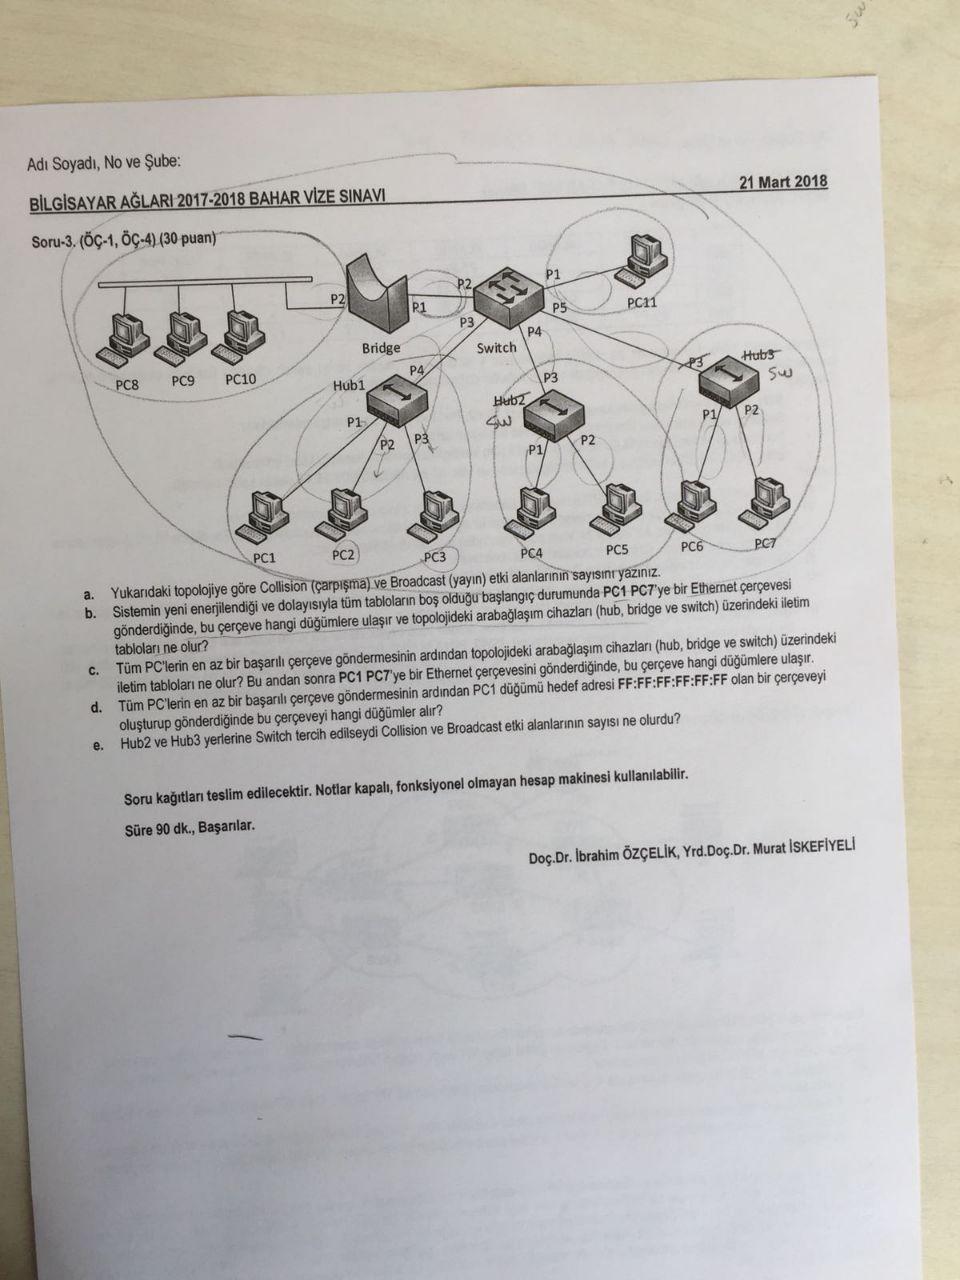 sw
Adı Soyadı, No ve Şube:
BİLGİSAYAR AĞLARI 2017-2018 BAHAR VİZE SINAVI
21 Mart 2018
Soru-3. (ÖÇ-1, ÖÇ-4) (30 puan)
P2
Bridge
P1
P2
Switch
P1
P5
P3
P4
PC11
PC8
PC9
PC10
Hub1
P4
P1
P2
P3
Hub2
SW
P3
P1
P2
P3
Hub3
SW
P1
P2
PC1
PC2
PC3
PC4
PC5
PC6
PC7
a. Yukarıdaki topolojiye göre Collision (çarpışma) ve Broadcast (yayın) etki alanlarının sayısını yazınız.
b. Sistemin yeni enerjilendiği ve dolayısıyla tüm tabloların boş olduğu başlangıç durumunda PC1 PC7'ye bir Ethernet çerçevesi
gönderdiğinde, bu çerçeve hangi düğümlere ulaşır ve topolojideki arabağlaşım cihazları (hub, bridge ve switch) üzerindeki iletim
tabloları ne olur?
c. Tüm PC'lerin en az bir başarılı çerçeve göndermesinin ardından topolojideki arabağlaşım cihazları (hub, bridge ve switch) üzerindeki
iletim tabloları ne olur? Bu andan sonra PC1 PC7'ye bir Ethernet çerçevesini gönderdiğinde, bu çerçeve hangi düğümlere ulaşır.
d. Tüm PC'lerin en az bir başarılı çerçeve göndermesinin ardından PC1 düğümü hedef adresi FF:FF:FF:FF:FF:FF olan bir çerçeveyi
oluşturup gönderdiğinde bu çerçeveyi hangi düğümler alır?
e. Hub2 ve Hub3 yerlerine Switch tercih edilseydi Collision ve Broadcast etki alanlarının sayısı ne olurdu?
Soru kağıtları teslim edilecektir. Notlar kapalı, fonksiyonel olmayan hesap makinesi kullanılabilir.
Süre 90 dk., Başarılar.
Doç.Dr. İbrahim ÖZÇELİK, Yrd.Doç.Dr. Murat İSKEFİYELİ